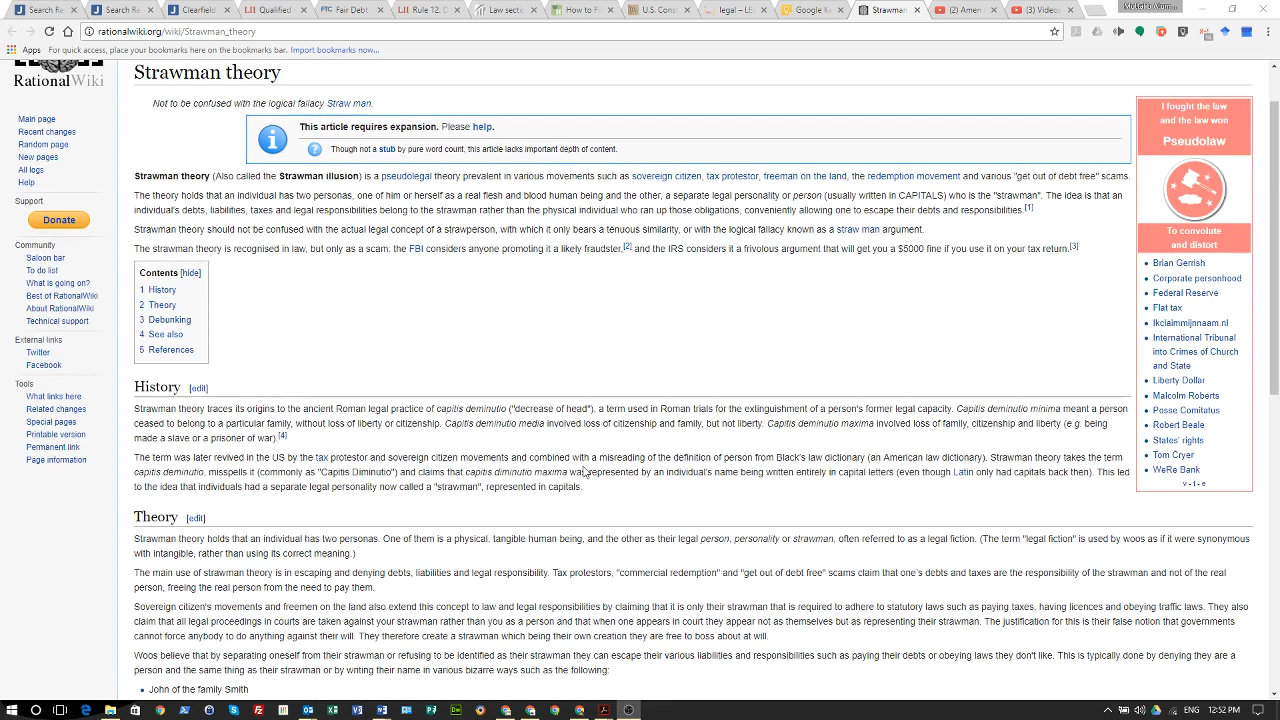 Search Re
Search Re
Clearfield
Qualified
Fair Debt
Rule 12.
Law secti
How to F
U.S. Cons
legal – L
Google R
Strawman
(2) Amen
(3) Video
rationalwiki.org/wiki/Strawman_theory
Apps
For quick access, place your bookmarks here on the bookmarks bar.
Import bookmarks now...
RationalWiki
Main page
Recent changes
Random page
New pages
All logs
Help
Support
Donate
Community
Saloon bar
To do list
What is going on?
Best of RationalWiki
About RationalWiki
Technical support
External links
Twitter
Facebook
Tools
What links here
Related changes
Special pages
Printable version
Permanent link
Page information
Strawman theory
Not to be confused with the logical fallacy Straw man.
This article requires expansion. Please help.
Though not a stub by pure word count, this article lacks important depth of content.
Strawman theory (Also called the Strawman illusion) is a pseudolegal theory prevalent in various movements such as sovereign citizen, tax protestor, freeman on the land, the redemption movement and various "get out of debt free" scams.
The theory holds that an individual has two personas, one of him or herself as a real flesh and blood human being and the other, a separate legal personality or person (usually written in CAPITALS) who is the "strawman". The idea is that an
individual's debts, liabilities, taxes and legal responsibilities belong to the strawman rather than the physical individual who ran up those obligations, conveniently allowing one to escape their debts and responsibilities.[1]
Strawman theory should not be confused with the actual legal concept of a strawperson, with which it only bears a tenuous similarity, or with the logical fallacy known as a straw man argument.
The strawman theory is recognised in law, but only as a scam: the FBI considers anyone promoting it a likely fraudster,[2] and the IRS considers it a frivolous argument that will get you a $5000 fine if you use it on your tax return.[3]
Contents [hide]
1 History
2 Theory
3 Debunking
4 See also
5 References
I fought the law
and the law won
Pseudolaw
To convolute
and distort
Brian Gerrish
Corporate personhood
Federal Reserve
Flat tax
Ikclaimmijnnaam.nl
International Tribunal
into Crimes of Church
and State
Liberty Dollar
Malcolm Roberts
Posse Comitatus
Robert Beale
States' rights
Tom Cryer
WeRe Bank
v - t - e
History [edit]
Strawman theory traces its origins to the ancient Roman legal practice of capitis deminutio ("decrease of head"), a term used in Roman trials for the extinguishment of a person's former legal capacity. Capitis deminutio minima meant a person
ceased to belong to a particular family, without loss of liberty or citizenship. Capitis deminutio media involved loss of citizenship and family, but not liberty. Capitis deminutio maxima involved loss of family, citizenship and liberty (e.g. being
made a slave or a prisoner of war).[4]
The term was later revived in the US by the tax protestor and sovereign citizen movements and combined with a misreading of the definition of person from Black's law dictionary (an American law dictionary). Strawman theory takes the term
capitis deminutio, misspells it (commonly as "Capitis Diminutio") and claims that capitis diminutio maxima was represented by an individual's name being written entirely in capital letters (even though Latin only had capitals back then). This led
to the idea that individuals had a separate legal personality now called a "strawman", represented in capitals.
Theory [edit]
Strawman theory holds that an individual has two personas. One of them is a physical, tangible human being, and the other as their legal person, personality or strawman, often referred to as a legal fiction. (The term "legal fiction" is used by woos as if it were synonymous
with intangible, rather than using its correct meaning.)
The main use of strawman theory is in escaping and denying debts, liabilities and legal responsibility. Tax protestors, "commercial redemption" and "get out of debt free" scams claim that one's debts and taxes are the responsibility of the strawman and not of the real
person, freeing the real person from the need to pay them.
Sovereign citizen's movements and freemen on the land also extend this concept to law and legal responsibilities by claiming that it is only their strawman that is required to adhere to statutory laws such as paying taxes, having licences and obeying traffic laws. They also
claim that all legal proceedings in courts are taken against your strawman rather than you as a person and that when one appears in court they appear not as themselves but as representing their strawman. The justification for this is their false notion that governments
cannot force anybody to do anything against their will. They therefore create a strawman which being their own creation they are free to boss about at will.
Woos believe that by separating oneself from their strawman or refusing to be identified as their strawman they can escape their various liabilities and responsibilities such as paying their debts or obeying laws they don't like. This is typically done by denying they are a
person and the same thing as their strawman or by writing their name in various bizarre ways such as the following:
John of the family Smith
ENG
12:52 PM